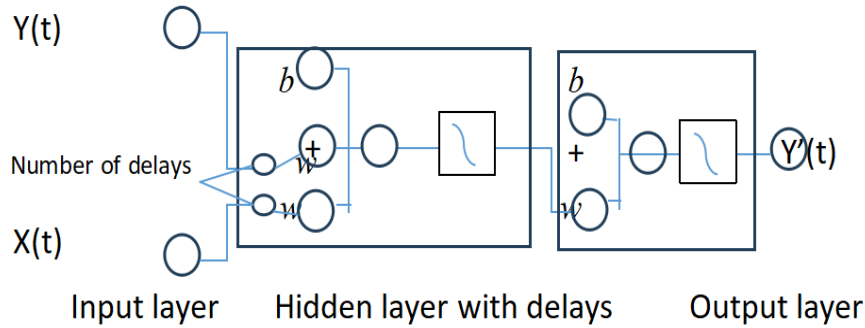 Y(t)
b
b
+
+
Y'(t)
Number of delays
w
w
w
X(t)
Input layer
Hidden layer with delays
Output layer